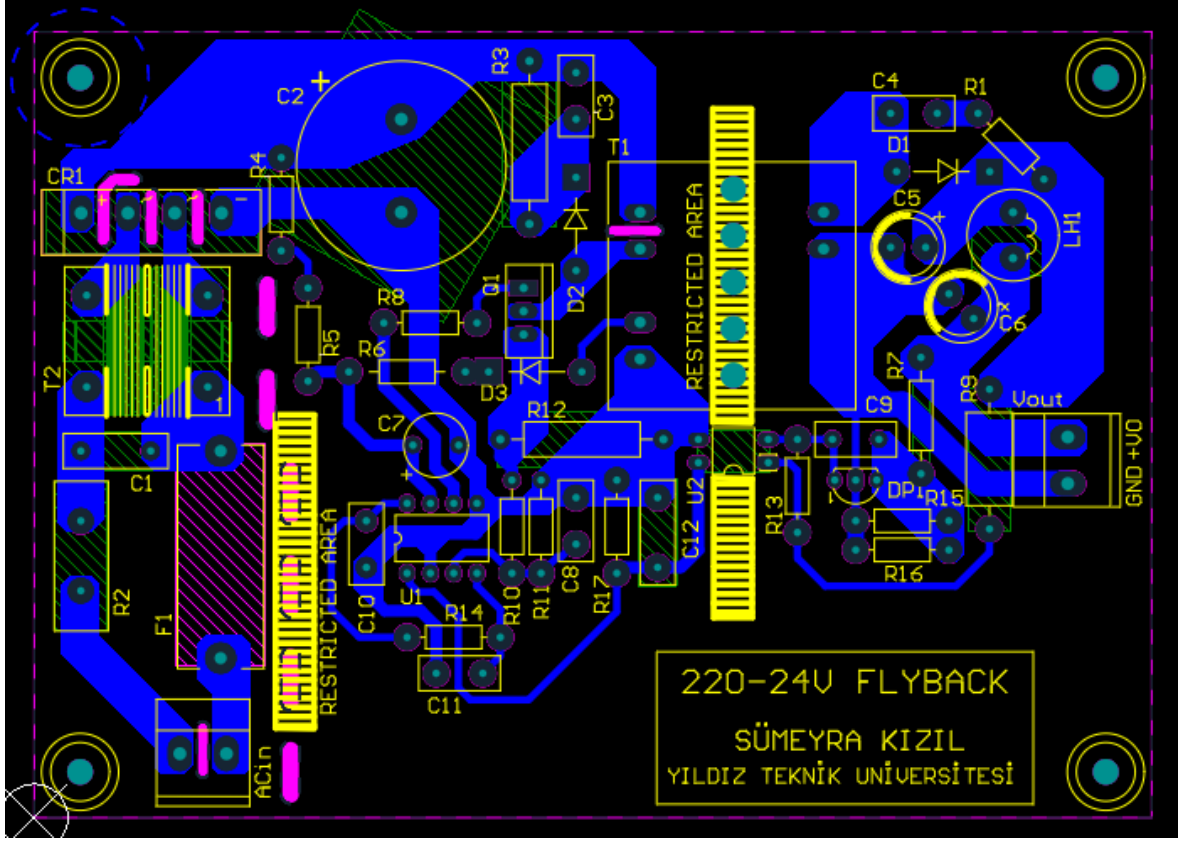 C2
R3
C3
C4
R1
T1
D1
CR1
+
~
~
-
R4
C5
+
LH1
RESTRICTED AREA
Q1
D2
C6
R8
R5
R6
T2
1
D3
R7
R9
Vout
C7
+
R12
C9
C1
U2
GND +VO
DP1
R15
R13
C12
R2
F1
RESTRICTED AREA
C10
U1
R10
R11
C8
R17
R16
R14
C11
ACin
220-24V FLYBACK
SÜMEYRA KIZIL
YILDIZ TEKNİK UNİVERSİTESİ